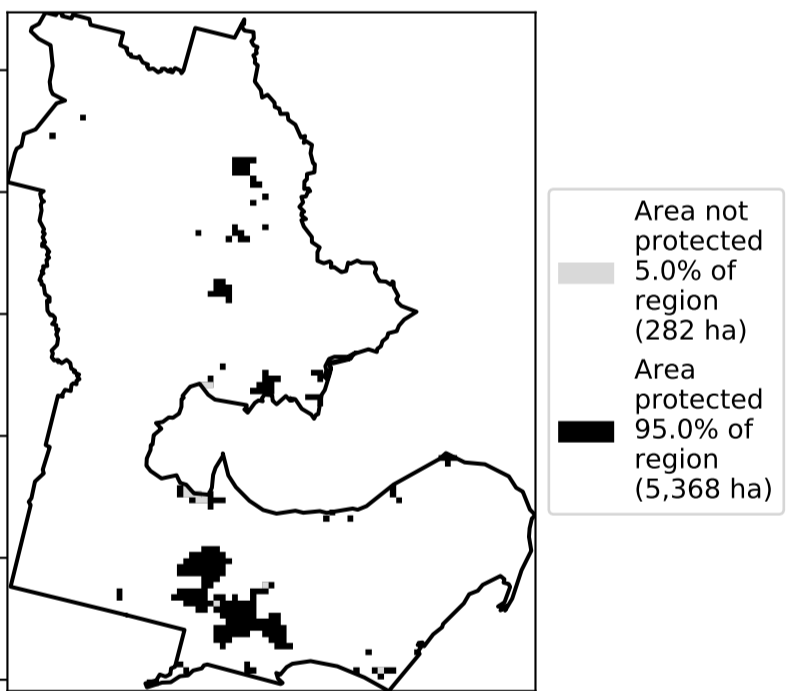 Area not
protected
5.0% of
region
(282 ha)
Area
protected
95.0% of
region
(5,368 ha)